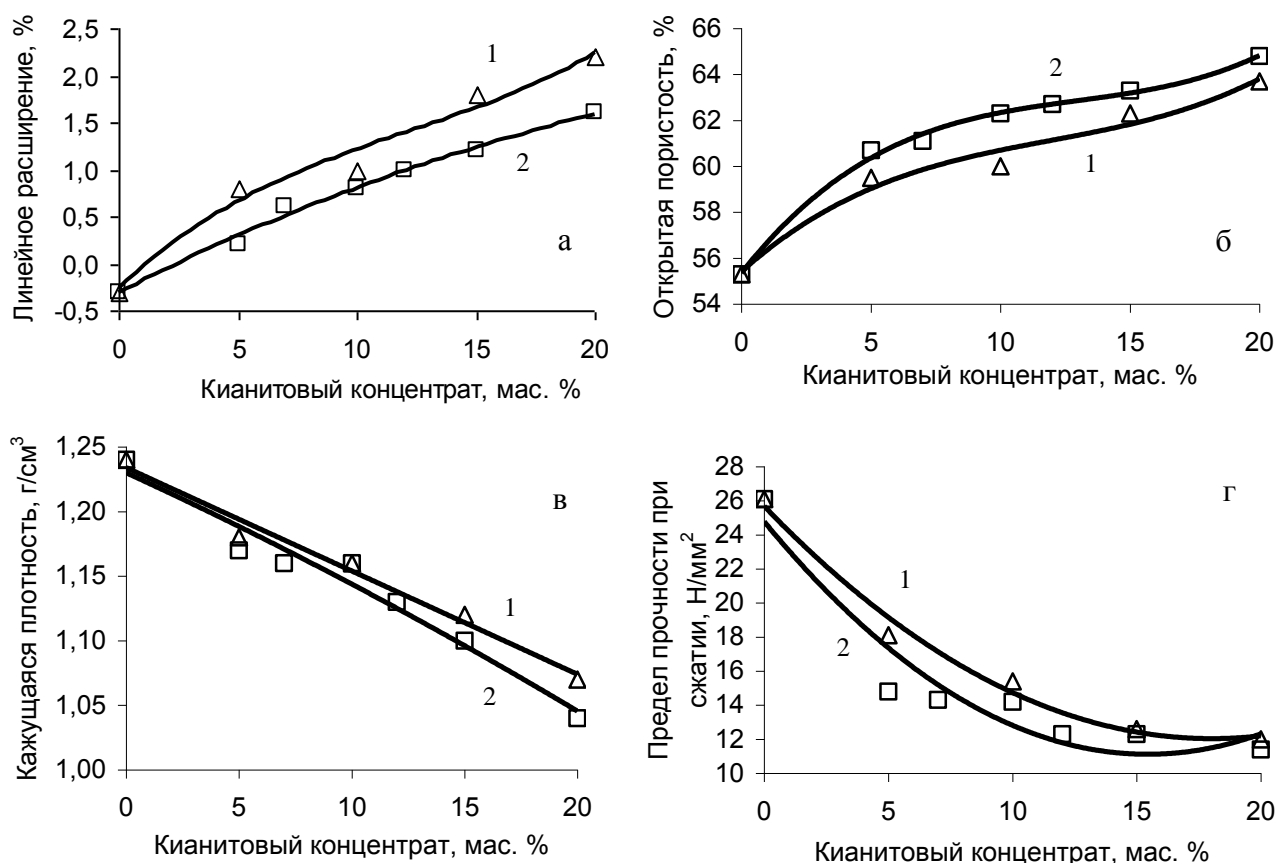 Линейное расширение, %
2,5
2,0
1,5
1,0
0,5
0,0
-0,5
1
2
а
0 5 10 15 20
Кианитовый концентрат, мас. %
Открытая пористость, %
66
64
62
60
58
56
54
2
1
б
0 5 10 15 20
Кианитовый концентрат, мас. %
Кажущаяся плотность, г/см³
1,25
1,20
1,15
1,10
1,05
1,00
в
1
2
0 5 10 15 20
Кианитовый концентрат, мас. %
Предел прочности при
сжатии, Н/мм²
28
26
24
22
20
18
16
14
12
10
г
1
2
0 5 10 15 20
Кианитовый концентрат, мас. %